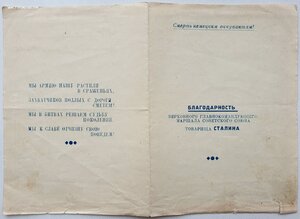 МЫ АРМИЮ НАШУ РАСТИЛИ
В СРАЖЕНЬЯХ,
ЗАХВАТЧИКОВ ПОДЛЫХ С ДОРОГИ
СМЕТЕМ!
МЫ В БИТВАХ РЕШАЕМ СУДЬБУ
ПОКОЛЕНИЙ,
МЫ К СЛАВЕ ОТЧИЗНУ СВОЮ
ПОВЕДЕМ!
Смерть немецким оккупантам!
БЛАГОДАРНОСТЬ
ВЕРХОВНОГО ГЛАВНОКОМАНДУЮЩЕГО
МАРШАЛА СОВЕТСКОГО СОЮЗА
ТОВАРИЩА СТАЛИНА